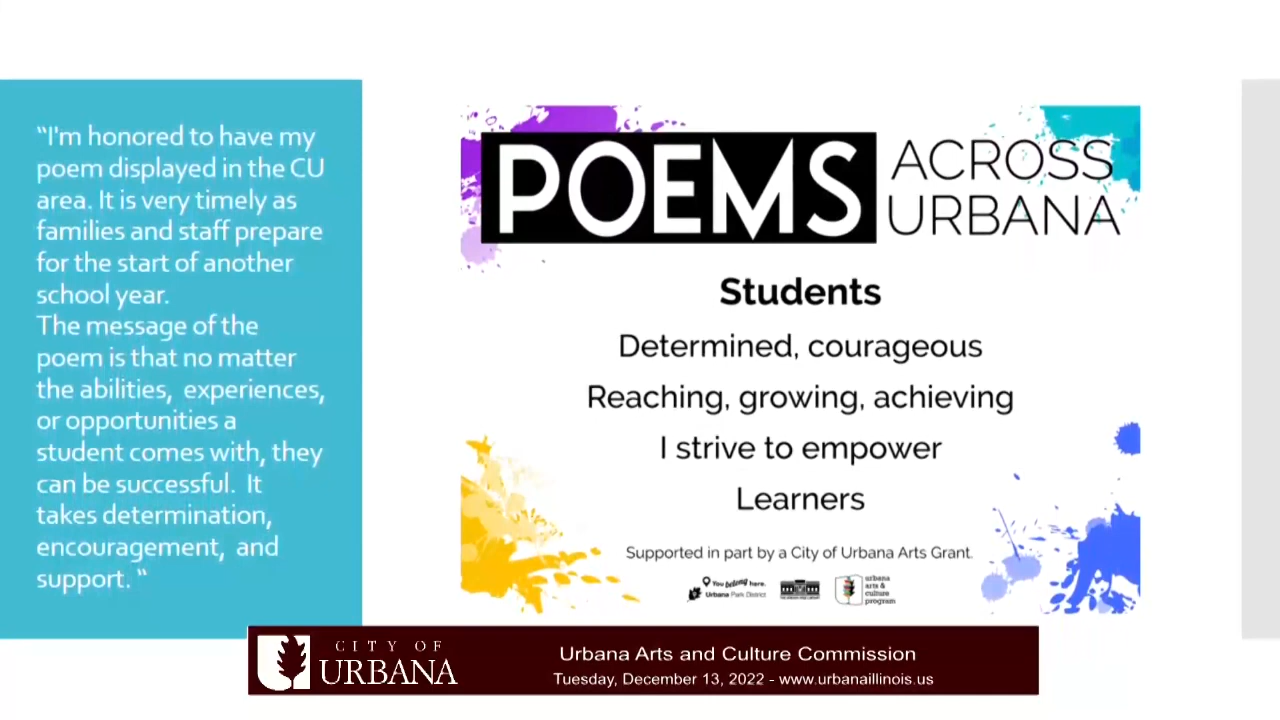 “I'm honored to have my
poem displayed in the CU
area. It is very timely as
families and staff prepare
for the start of another
school year.
The message of the
poem is that no matter
the abilities,  experiences,
or opportunities a
student comes with, they
can be successful.  It
takes determination,
encouragement,  and
support. “
POEMS
ACROSS
URBANA
Students
Determined, courageous
Reaching, growing, achieving
I strive to empower
Learners
Supported in part by a City of Urbana Arts Grant.
You belong here.
Urbana Park District
urbana
arts &
culture
program
CITY OF
URBANA
Urbana Arts and Culture Commission
Tuesday, December 13, 2022 - www.urbanaillinois.us